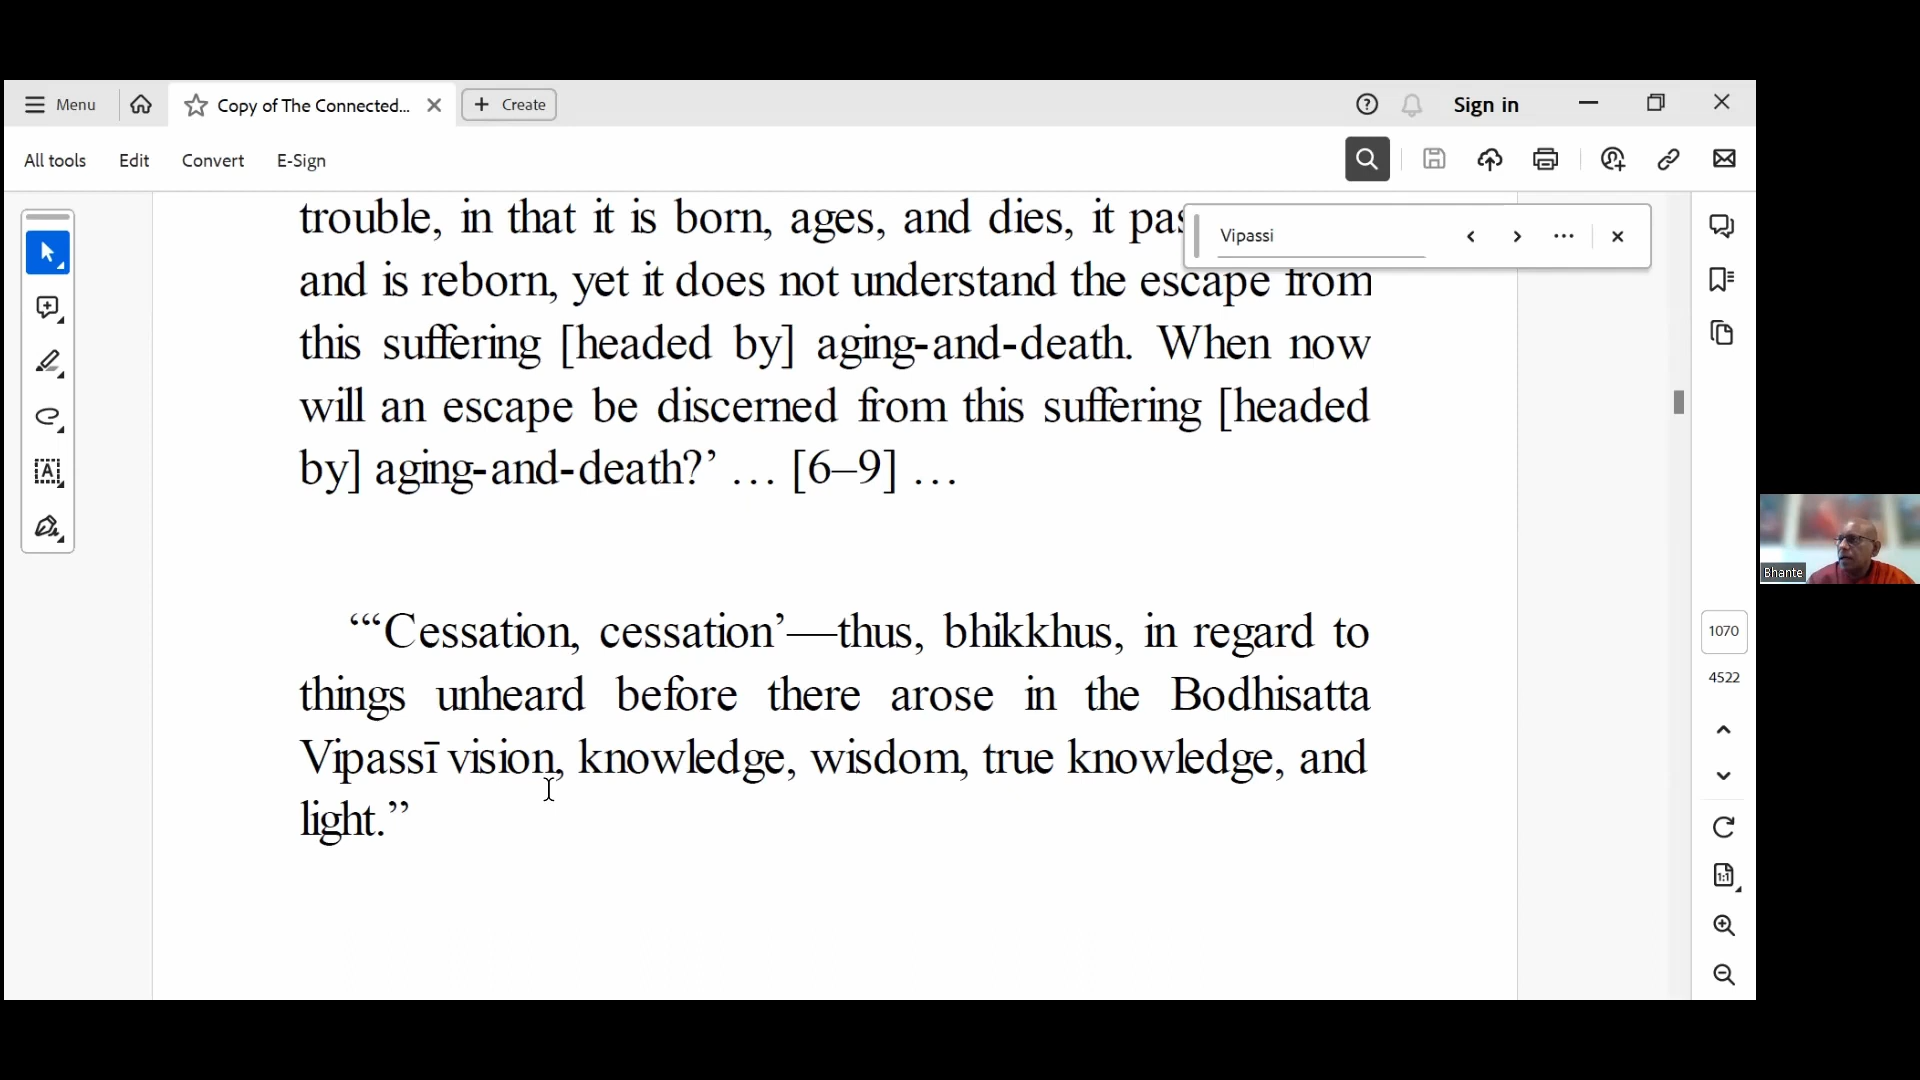 Menu
Copy of The Connected...
Create
Sign in
All tools
Edit
Convert
E-Sign
Vipassi
trouble, in that it is born, ages, and dies, it pas
and is reborn, yet it does not understand the escape from
this suffering [headed by] aging-and-death. When now
will an escape be discerned from this suffering [headed
by] aging-and-death?’ … [6–9] …
“‘Cessation, cessation’—thus, bhikkhus, in regard to
things unheard before there arose in the Bodhisatta
Vipassī vision, knowledge, wisdom, true knowledge, and
light.”
1070
4522
Bhante